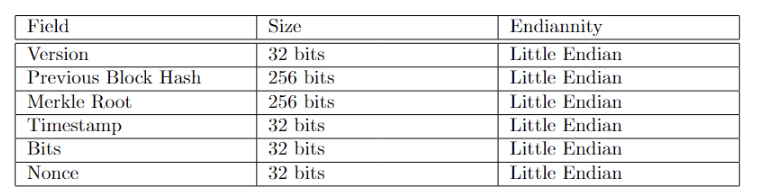 Field Size Endiannity
Version 32 bits Little Endian
Previous Block Hash 256 bits Little Endian
Merkle Root 256 bits Little Endian
Timestamp 32 bits Little Endian
Bits 32 bits Little Endian
Nonce 32 bits Little Endian